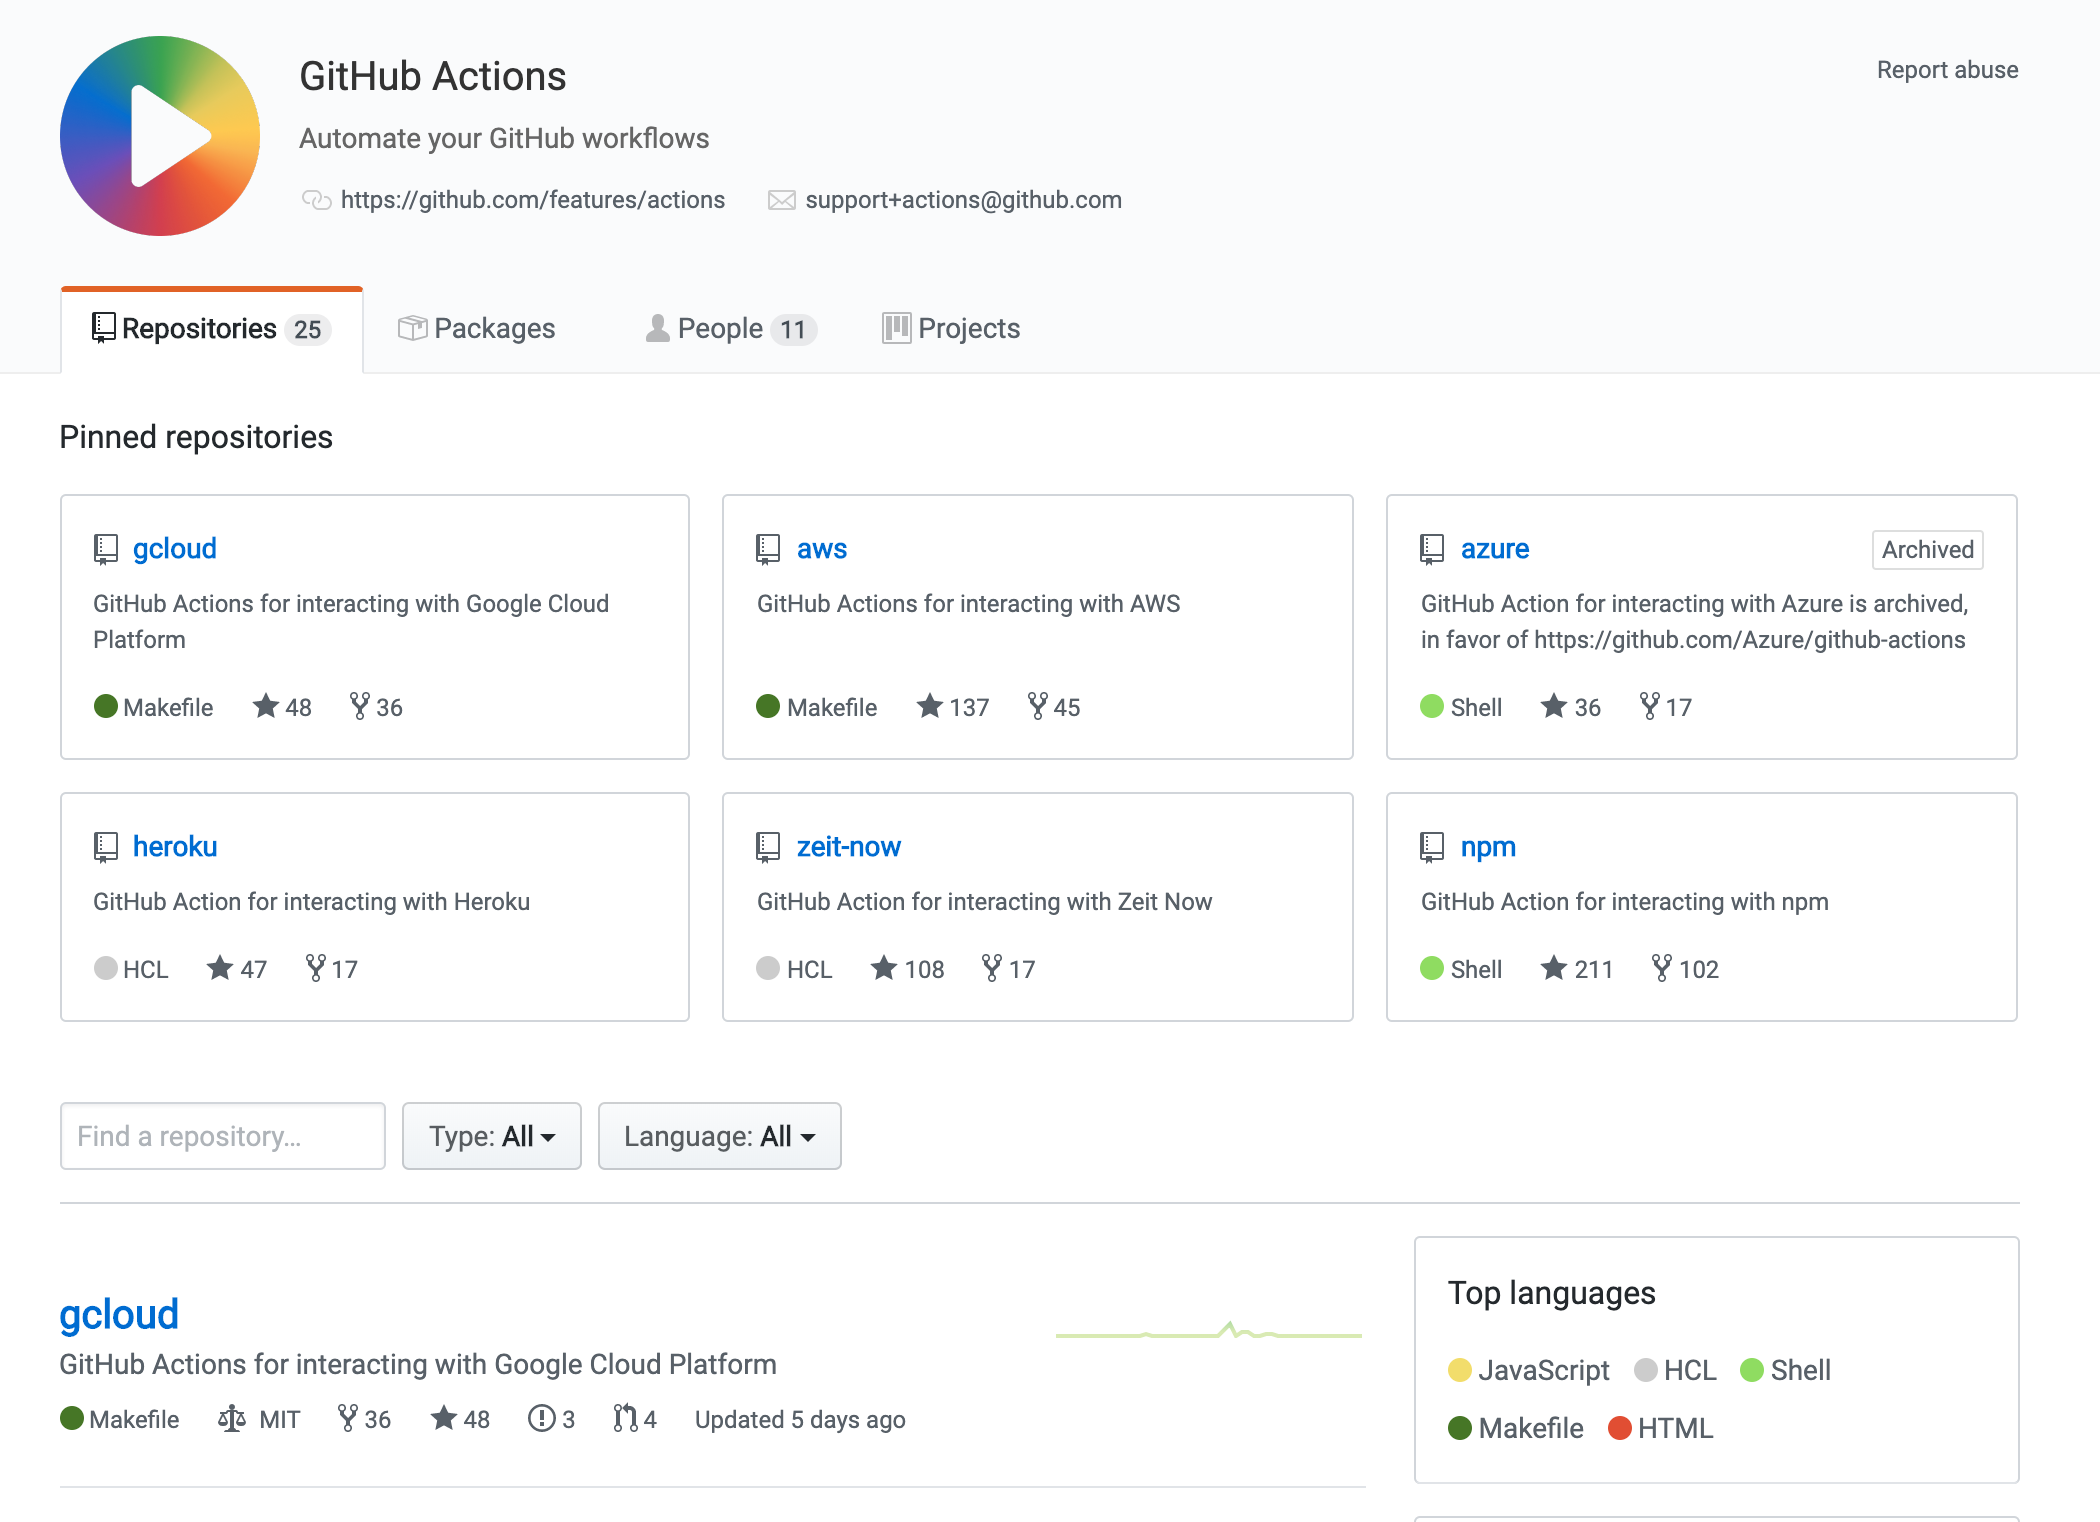 GitHub Actions
Report abuse
Automate your GitHub workflows
https://github.com/features/actions support+actions@github.com
Repositories 25 Packages People 11 Projects
Pinned repositories
gcloud
GitHub Actions for interacting with Google Cloud
Platform
Makefile 48 36
aws
GitHub Actions for interacting with AWS
Makefile 137 45
azure Archived
GitHub Action for interacting with Azure is archived,
in favor of https://github.com/Azure/github-actions
Shell 36 17
heroku
GitHub Action for interacting with Heroku
HCL 47 17
zeit-now
GitHub Action for interacting with Zeit Now
HCL 108 17
npm
GitHub Action for interacting with npm
Shell 211 102
Find a repository... Type: All Language: All
gcloud
GitHub Actions for interacting with Google Cloud Platform
Makefile MIT 36 48 3 4 Updated 5 days ago
Top languages
JavaScript HCL Shell
Makefile HTML